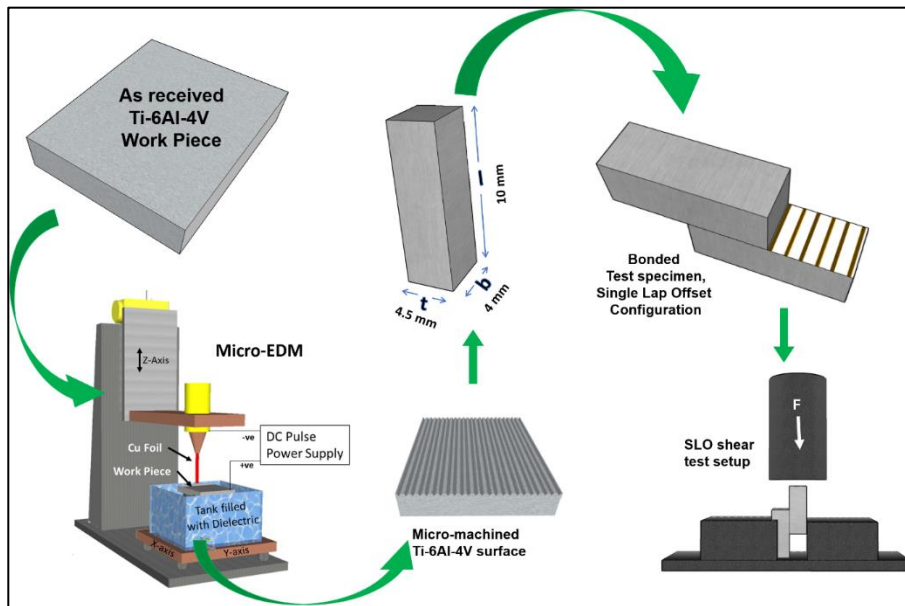 As received
Ti-6Al-4V
Work Piece
Micro-EDM
Z-Axis
-ve
DC Pulse
Power Supply
+ve
Cu Foil
Work Piece
Tank filled
with Dielectric
X-axis
Y-axis
Micro-machined
Ti-6Al-4V surface
l
10 mm
b
4 mm
t
4.5 mm
Bonded
Test specimen,
Single Lap Offset
Configuration
F
SLO shear
test setup